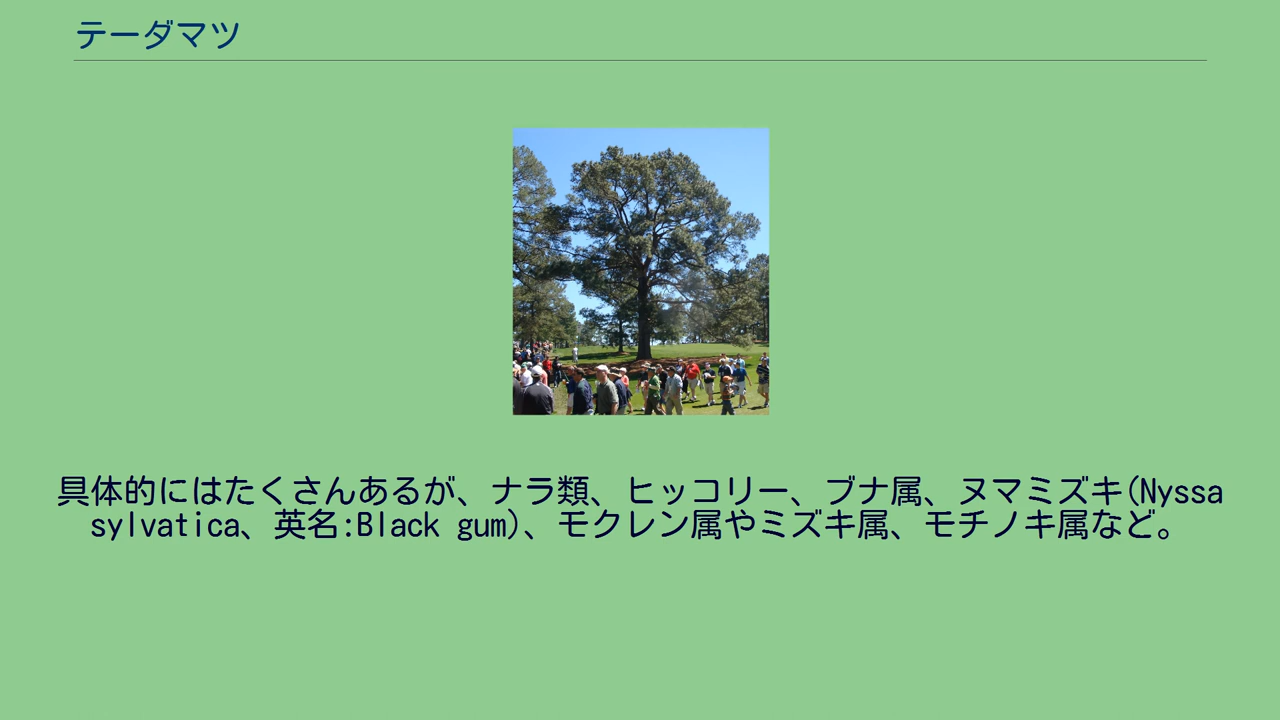 テーダマツ
具体的にはたくさんあるが、ナラ類、ヒッコリー、ブナ属、ヌマミズキ(Nyssa
sylvatica、英名:Black gum)、モクレン属やミズキ属、モチノキ属など。